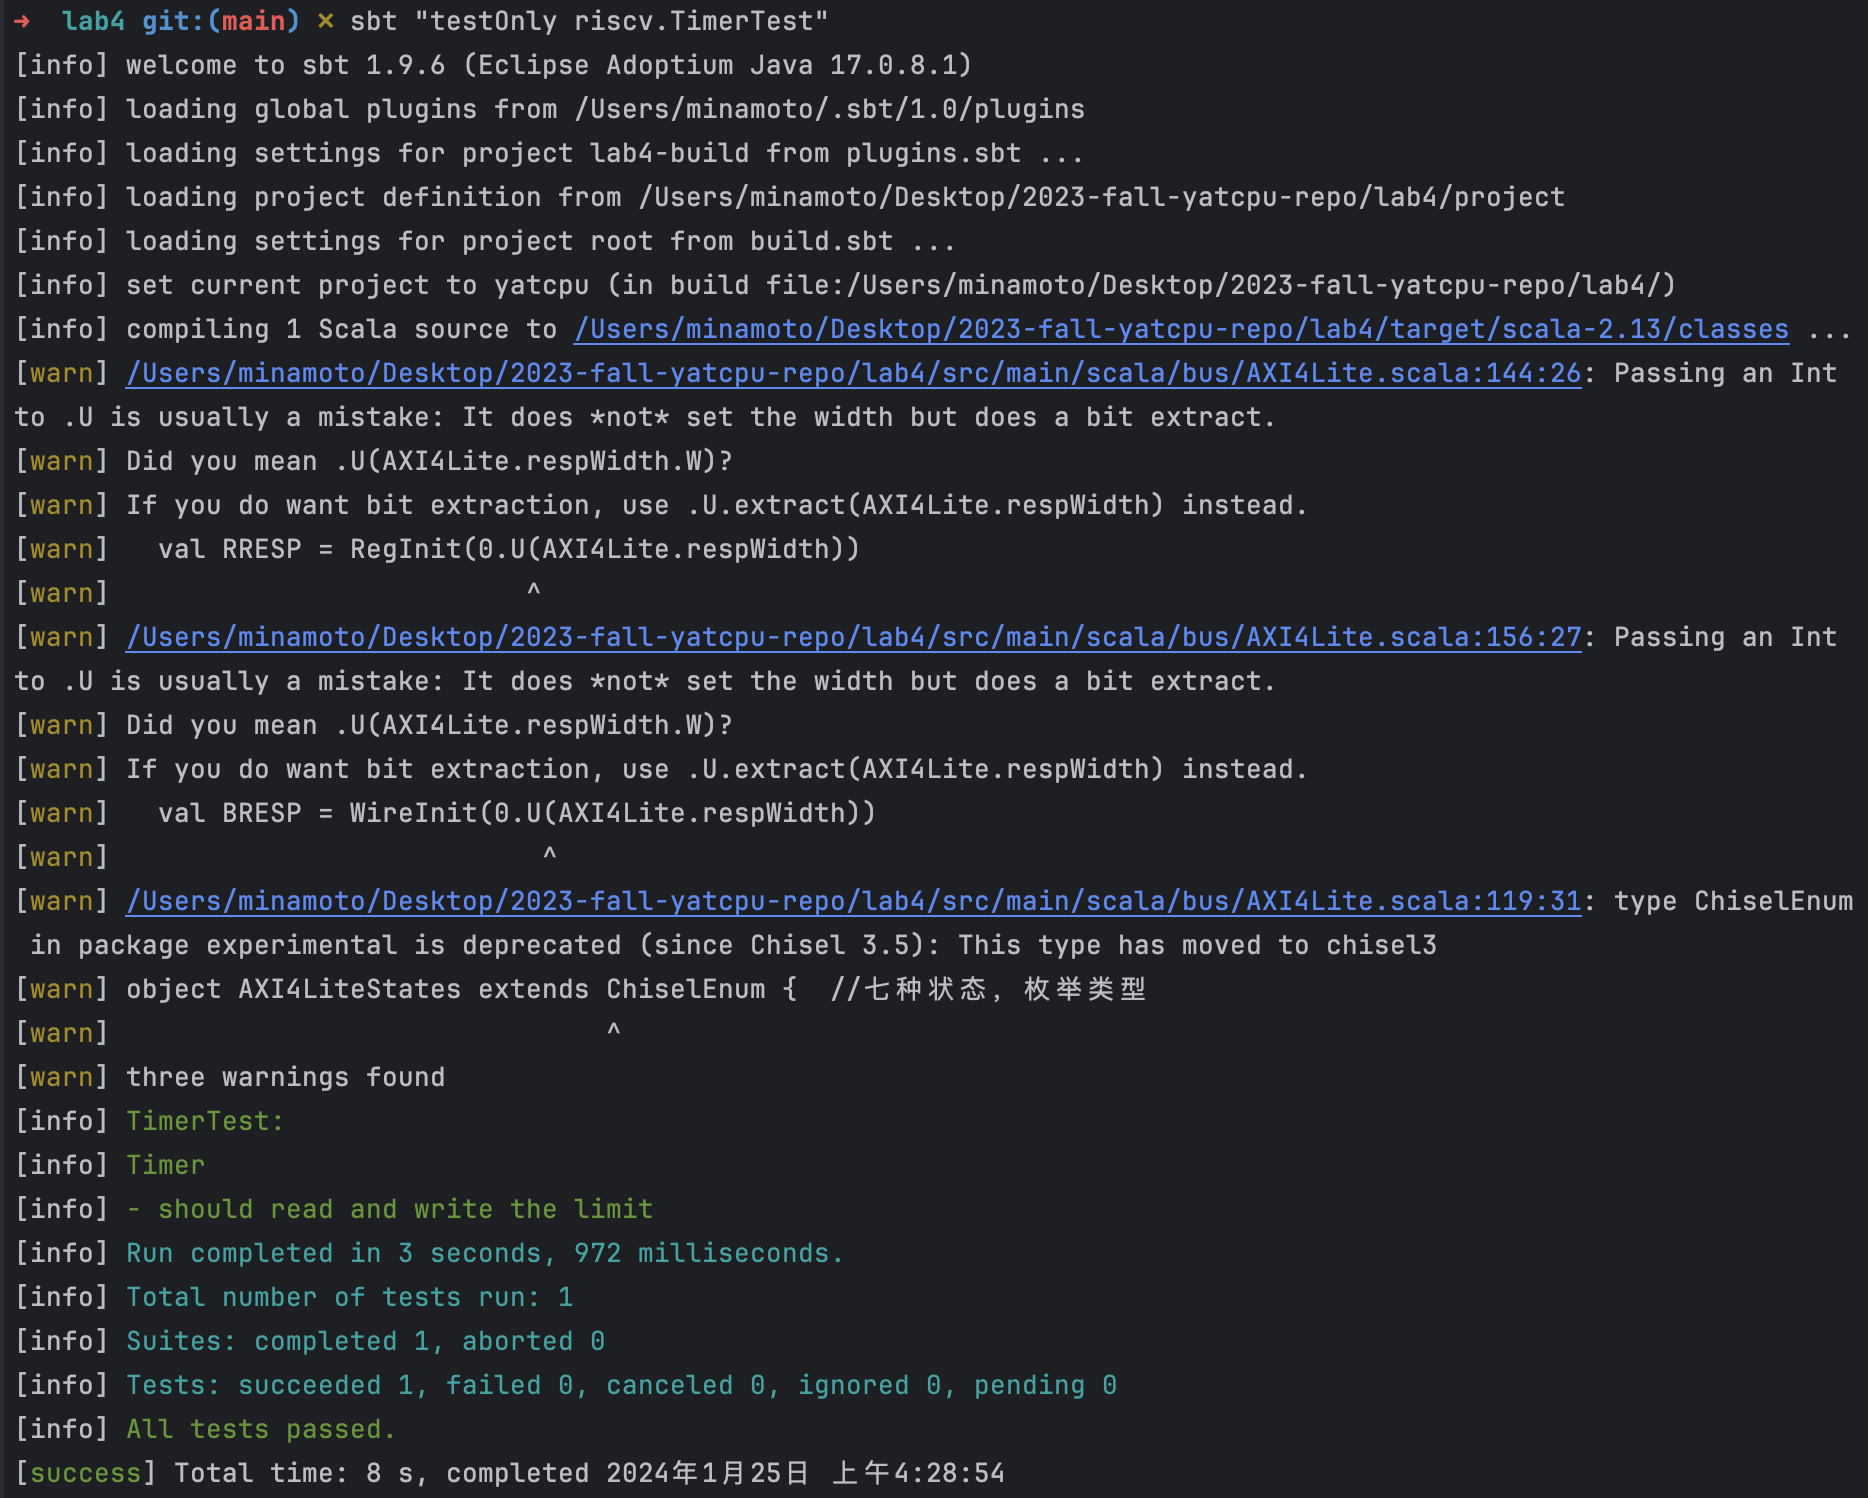 →  lab4 git:(main) × sbt "testOnly riscv.TimerTest"
[info] welcome to sbt 1.9.6 (Eclipse Adoptium Java 17.0.8.1)
[info] loading global plugins from /Users/minamoto/.sbt/1.0/plugins
[info] loading settings for project lab4-build from plugins.sbt ...
[info] loading project definition from /Users/minamoto/Desktop/2023-fall-yatcpu-repo/lab4/project
[info] loading settings for project root from build.sbt ...
[info] set current project to yatcpu (in build file:/Users/minamoto/Desktop/2023-fall-yatcpu-repo/lab4/)
[info] compiling 1 Scala source to /Users/minamoto/Desktop/2023-fall-yatcpu-repo/lab4/target/scala-2.13/classes ...
[warn] /Users/minamoto/Desktop/2023-fall-yatcpu-repo/lab4/src/main/scala/bus/AXI4Lite.scala:144:26: Passing an Int
to .U is usually a mistake: It does *not* set the width but does a bit extract.
[warn] Did you mean .U(AXI4Lite.respWidth.W)?
[warn] If you do want bit extraction, use .U.extract(AXI4Lite.respWidth) instead.
[warn]   val RRESP = RegInit(0.U(AXI4Lite.respWidth))
[warn]                          ^
[warn] /Users/minamoto/Desktop/2023-fall-yatcpu-repo/lab4/src/main/scala/bus/AXI4Lite.scala:156:27: Passing an Int
to .U is usually a mistake: It does *not* set the width but does a bit extract.
[warn] Did you mean .U(AXI4Lite.respWidth.W)?
[warn] If you do want bit extraction, use .U.extract(AXI4Lite.respWidth) instead.
[warn]   val BRESP = WireInit(0.U(AXI4Lite.respWidth))
[warn]                           ^
[warn] /Users/minamoto/Desktop/2023-fall-yatcpu-repo/lab4/src/main/scala/bus/AXI4Lite.scala:119:31: type ChiselEnum
 in package experimental is deprecated (since Chisel 3.5): This type has moved to chisel3
[warn] object AXI4LiteStates extends ChiselEnum {  //七种状态，枚举类型
[warn]                               ^
[warn] three warnings found
[info] TimerTest:
[info] Timer
[info] - should read and write the limit
[info] Run completed in 3 seconds, 972 milliseconds.
[info] Total number of tests run: 1
[info] Suites: completed 1, aborted 0
[info] Tests: succeeded 1, failed 0, canceled 0, ignored 0, pending 0
[info] All tests passed.
[success] Total time: 8 s, completed 2024年1月25日 上午4:28:54